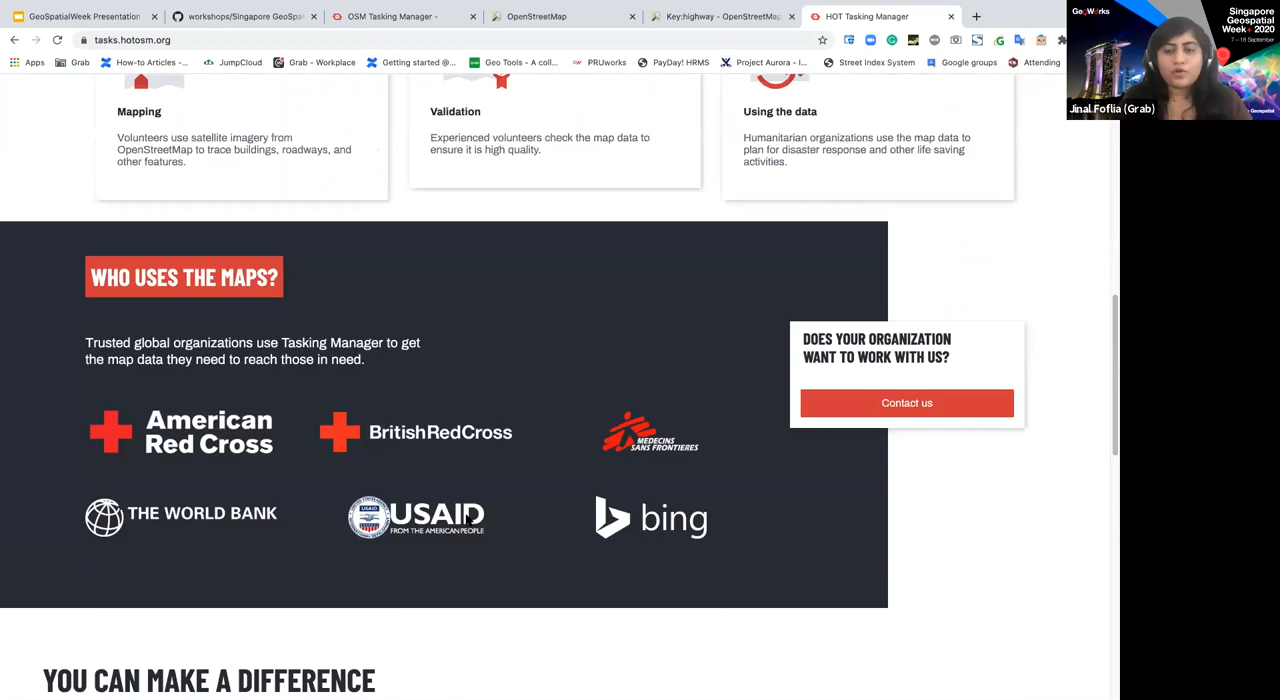 GeoSpatialWeek Presentation
workshops/Singapore GeoSpa
OSM Tasking Manager -
OpenStreetMap
Key:highway - OpenStreetMap
HOT Tasking Manager
tasks.hotosm.org
Apps
Grab
How-to Articles -...
JumpCloud
Grab - Workplace
Getting started @...
Geo Tools - A coll...
PRUworks
PayDay! HRMS
Project Aurora - I...
Street Index System
Google groups
Attending
GeoWorks
Singapore
Geospatial
Week+ 2020
7 – 18 September
Jinal Foflia (Grab)
Geospatial
Mapping
Volunteers use satellite imagery from
OpenStreetMap to trace buildings, roadways, and
other features.
Validation
Experienced volunteers check the map data to
ensure it is high quality.
Using the data
Humanitarian organizations use the map data to
plan for disaster response and other life saving
activities.
WHO USES THE MAPS?
Trusted global organizations use Tasking Manager to get
the map data they need to reach those in need.
DOES YOUR ORGANIZATION
WANT TO WORK WITH US?
Contact us
American
Red Cross
BritishRedCross
MEDECINS
SANS FRONTIERES
THE WORLD BANK
USAID
USAID
FROM THE AMERICAN PEOPLE
bing
YOU CAN MAKE A DIFFERENCE